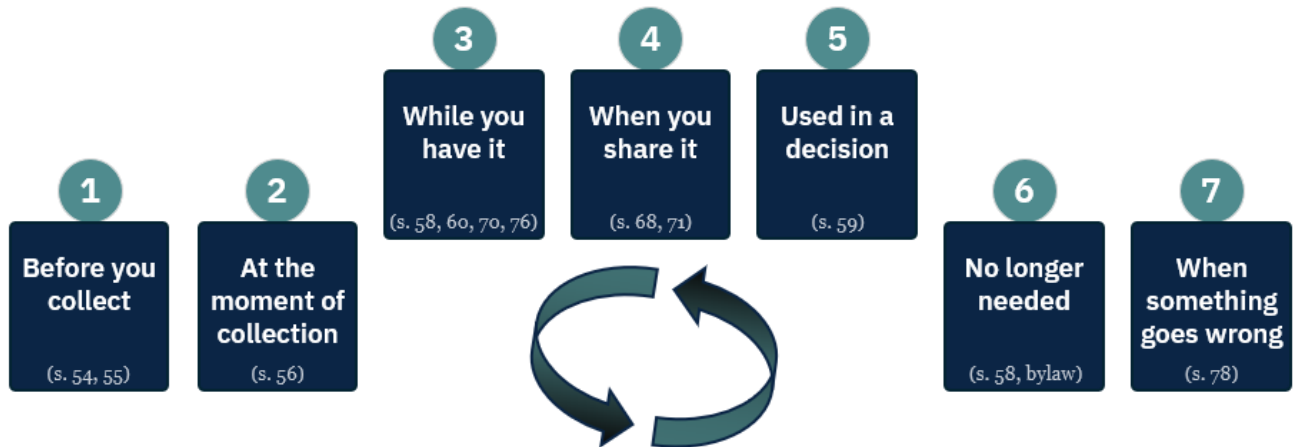 1
Before you
collect
(s. 54, 55)
2
At the
moment of
collection
(s. 56)
3
While you
have it
(s. 58, 60, 70, 76)
4
When you
share it
(s. 68, 71)
5
Used in a
decision
(s. 59)
6
No longer
needed
(s. 58, bylaw)
7
When
something
goes wrong
(s. 78)